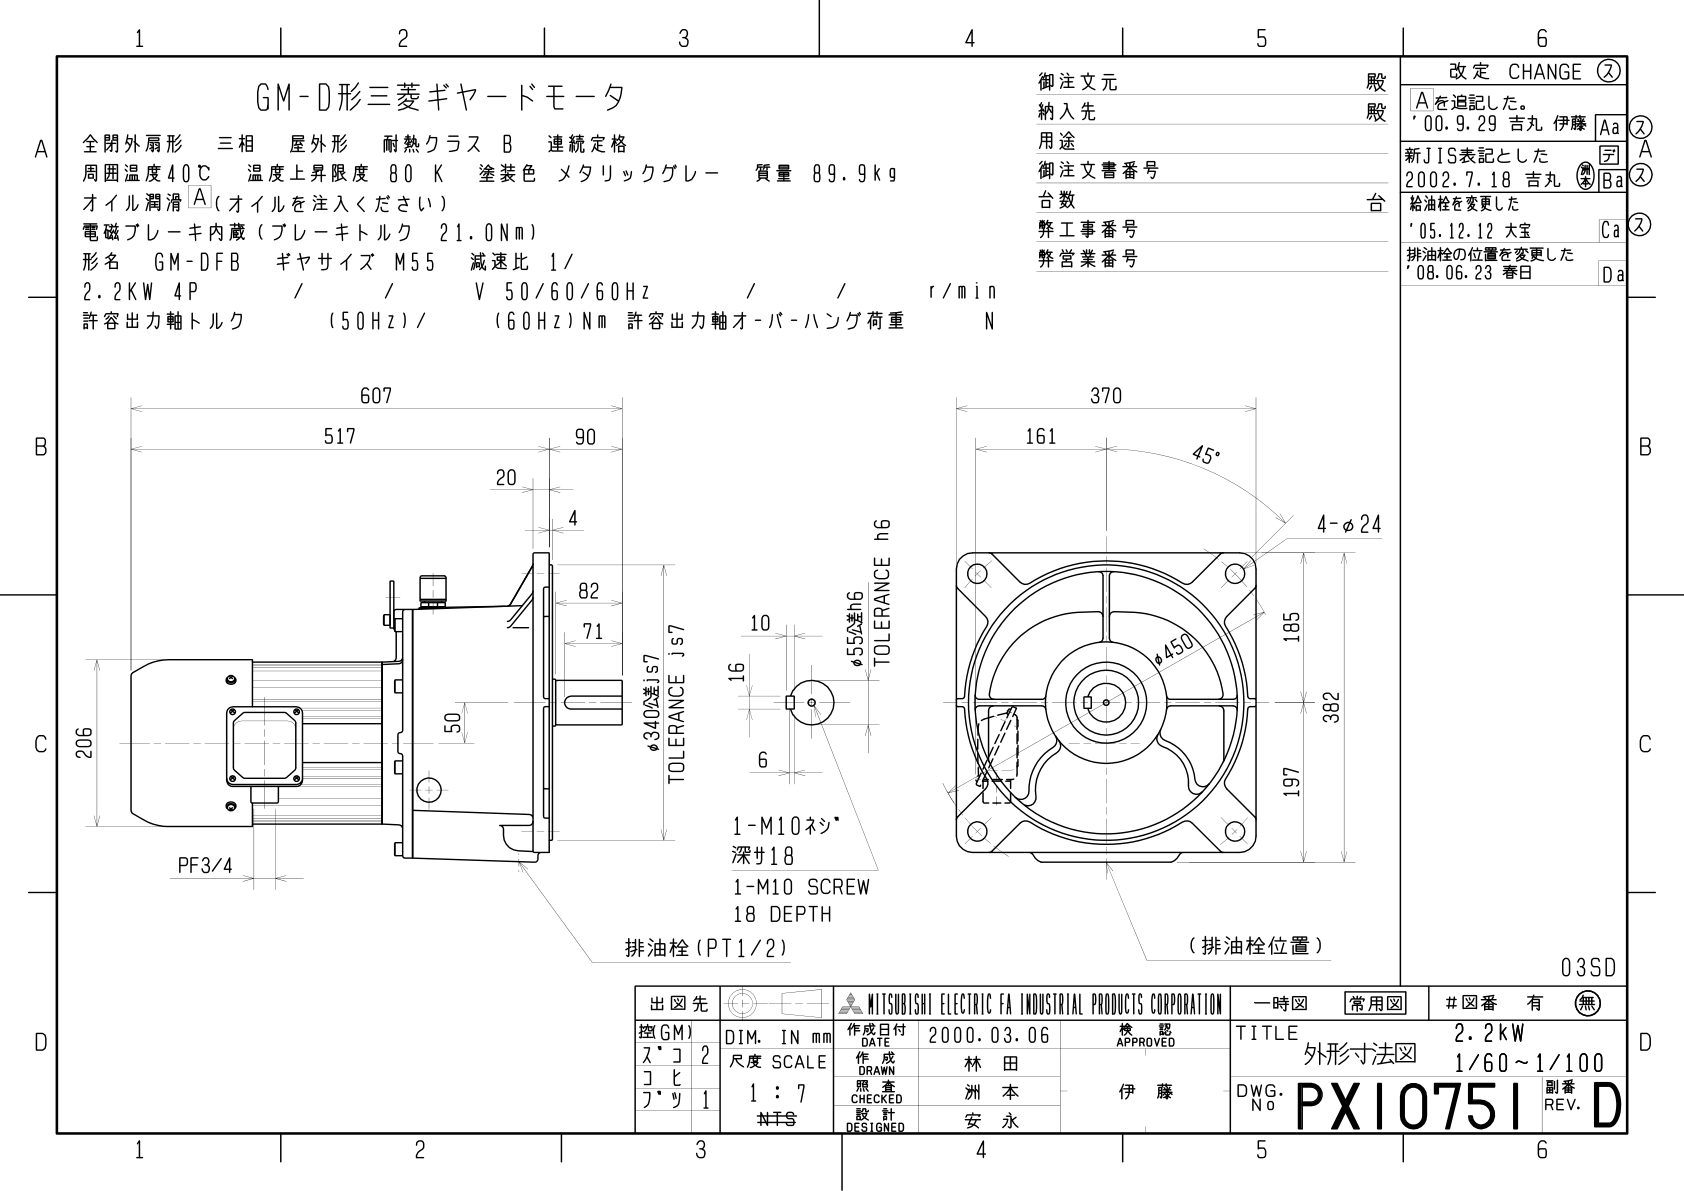 1 2 3 4 5 6
GM-D形三菱ギヤードモータ
全閉外扇形 三相 屋外形 耐熱クラス B 連続定格
周囲温度40℃ 温度上昇限度 80 K 塗装色 メタリックグレー 質量 89.9kg
オイル潤滑 A (オイルを注入ください)
電磁ブレーキ内蔵(ブレーキトルク 21.0Nm)
形名 GM-DFB ギヤサイズ M55 減速比 1/
2.2KW 4P / / V 50/60/60Hz / / r/min
許容出力軸トルク (50Hz)/ (60Hz)Nm 許容出力軸オーバーハング荷重 N
御注文元 殿
納入先 殿
用途
御注文書番号
台数 台
弊工事番号
弊営業番号
改定 CHANGE ス
Aを追記した。
'00.9.29 吉丸 伊藤 Aa ス
新JIS表記とした デ
2002.7.18 吉丸 洲本 Ba ス
給油栓を変更した
'05.12.12 大宝 Ca ス
排油栓の位置を変更した
'08.06.23 春日 Da
A A
B B
C C
D D
607
517 90
20
4
82
71
50
206
PF3/4
φ340公差js7
TOLERANCE js7
排油栓(PT1/2)
10
16
6
φ55公差h6
TOLERANCE h6
1-M10ネジ
深サ18
1-M10 SCREW
18 DEPTH
370
161
45°
4-φ24
φ450
185
382
197
(排油栓位置)
03SD
出図先
控(GM)
ズコ 2
コヒ
ブツ 1
DIM. IN mm
尺度 SCALE
1 : 7
NTS
MITSUBISHI ELECTRIC FA INDUSTRIAL PRODUCTS CORPORATION
作成日付 DATE 2000.03.06
作成 DRAWN 林田
照査 CHECKED 洲本
設計 DESIGNED 安永
検認 APPROVED
伊藤
一時図 常用図 #図番 有 無
TITLE 外形寸法図
2.2kW
1/60~1/100
DWG. No PX10751
副番 REV. D
1 2 3 4 5 6